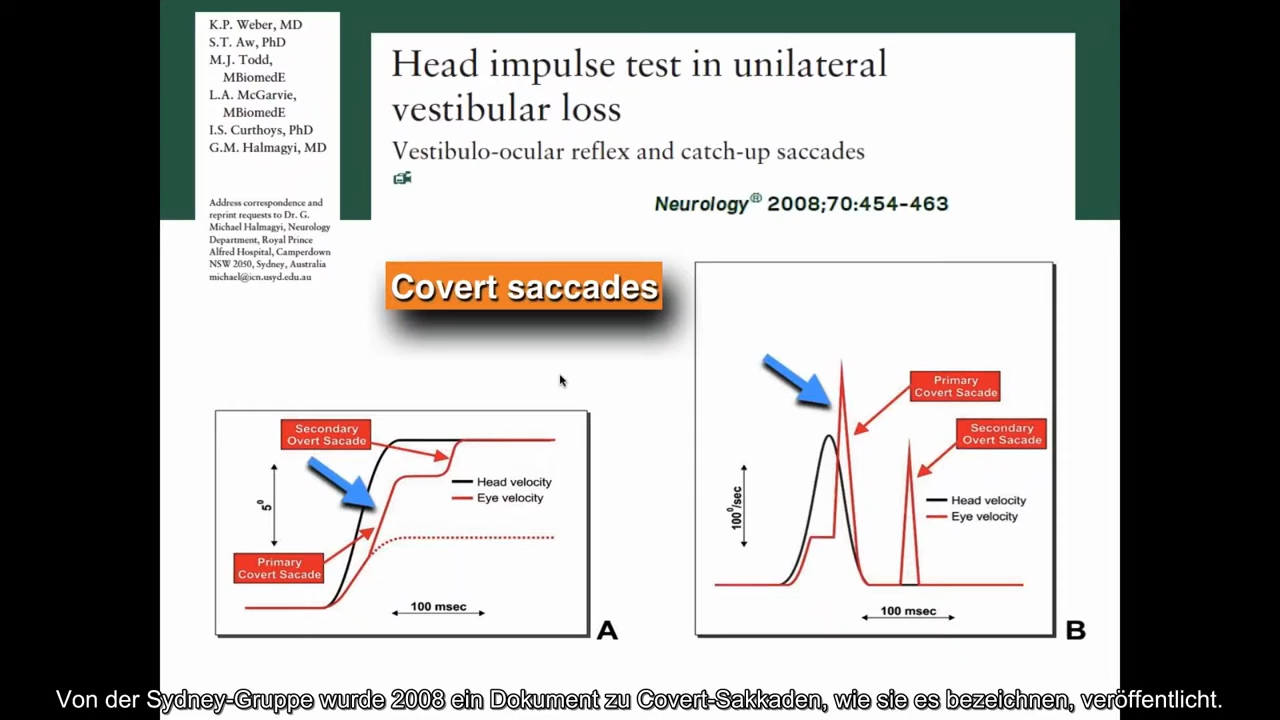 K.P. Weber, MD
S.T. Aw, PhD
M.J. Todd,
MBiomedE
L.A. McGarvie,
MBiomedE
I.S. Curthoys, PhD
G.M. Halmagyi, MD
Address correspondence and
reprint requests to Dr. G.
Michael Halmagyi, Neurology
Department, Royal Prince
Alfred Hospital, Camperdown
NSW 2050, Sydney, Australia
michael@icn.usyd.edu.au
Head impulse test in unilateral
vestibular loss
Vestibulo-ocular reflex and catch-up saccades
Neurology® 2008;70:454-463
Covert saccades
Secondary
Overt Sacade
Head velocity
Eye velocity
5⁰
Primary
Covert Sacade
100 msec
A
Primary
Covert Sacade
Secondary
Overt Sacade
Head velocity
Eye velocity
100⁰/sec
100 msec
B
Von der Sydney-Gruppe wurde 2008 ein Dokument zu Covert-Sakkaden, wie sie es bezeichnen, veröffentlicht.